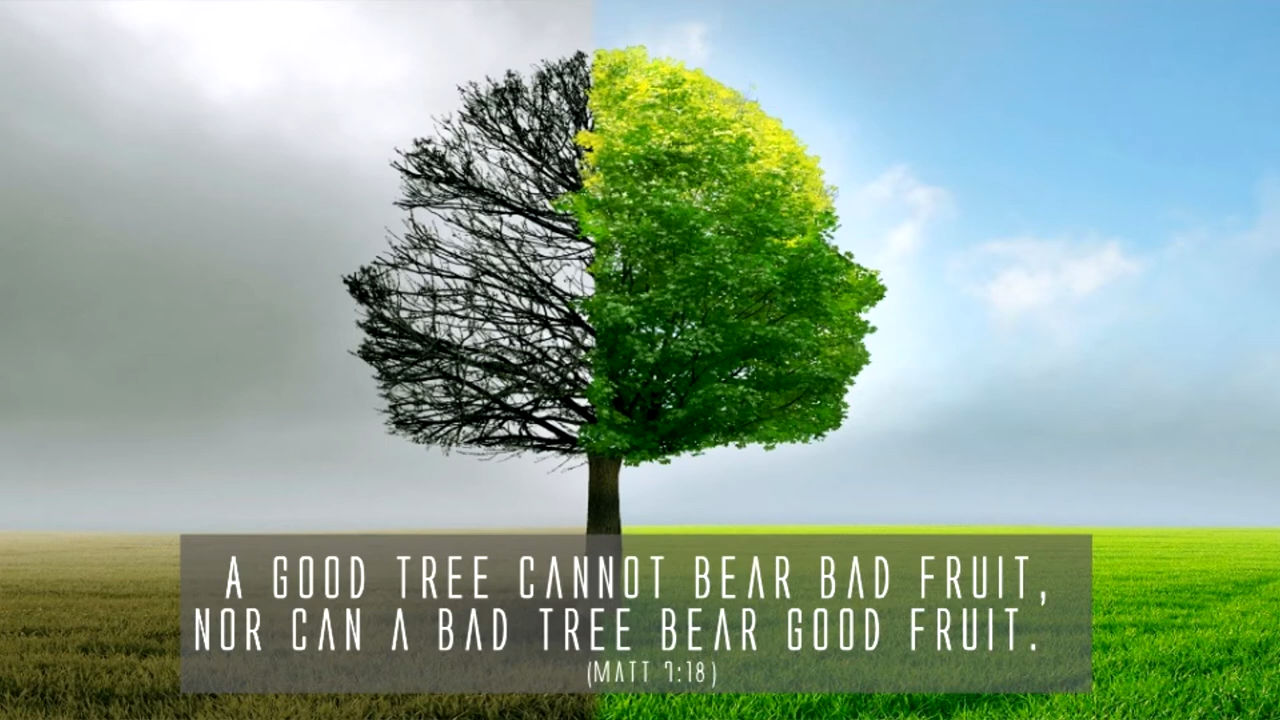 A GOOD TREE CANNOT BEAR BAD FRUIT,
NOR CAN A BAD TREE BEAR GOOD FRUIT.
(MATT 7:18)